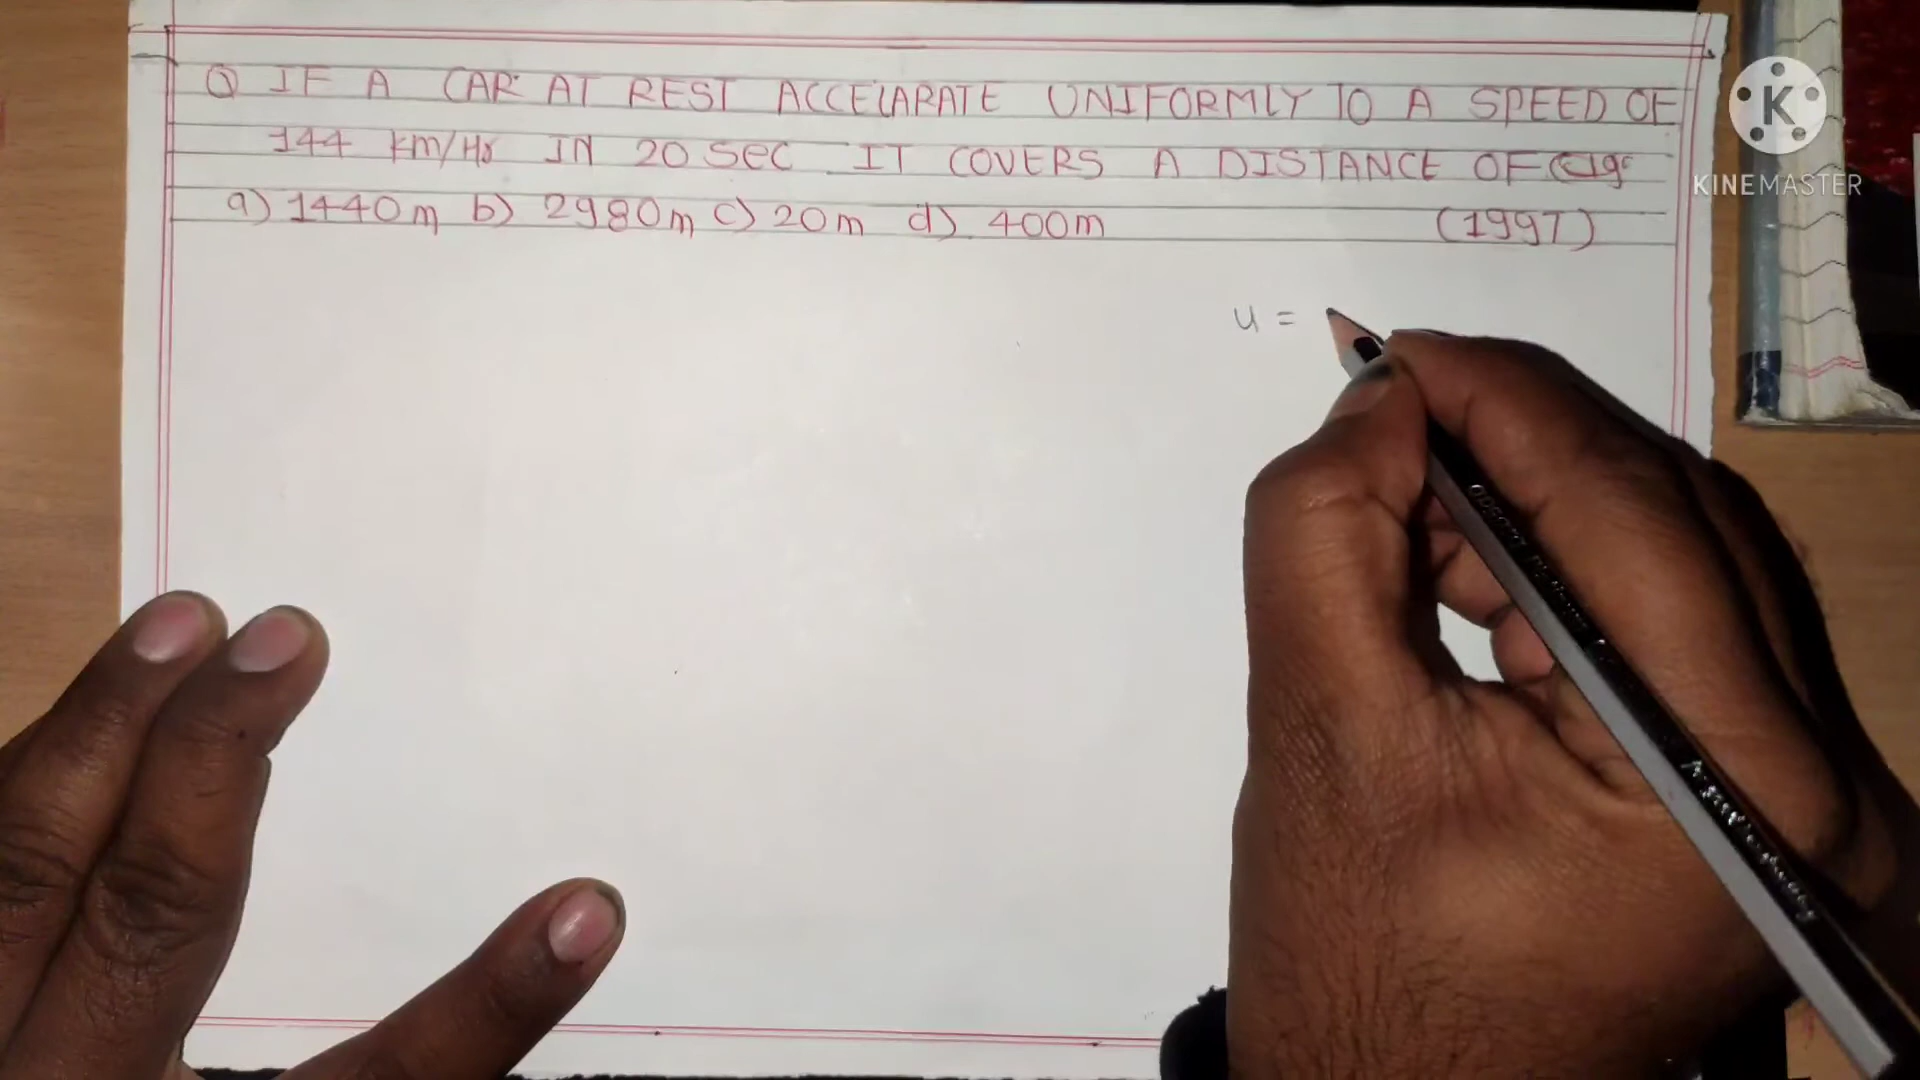 Q IF A CAR AT REST ACCELARATE UNIFORMLY TO A SPEED OF
144 km/Hr IN 20 Sec IT COVERS A DISTANCE OF
a) 1440m b) 2980m c) 20m d) 400m (1997)
u =
K
KINEMASTER